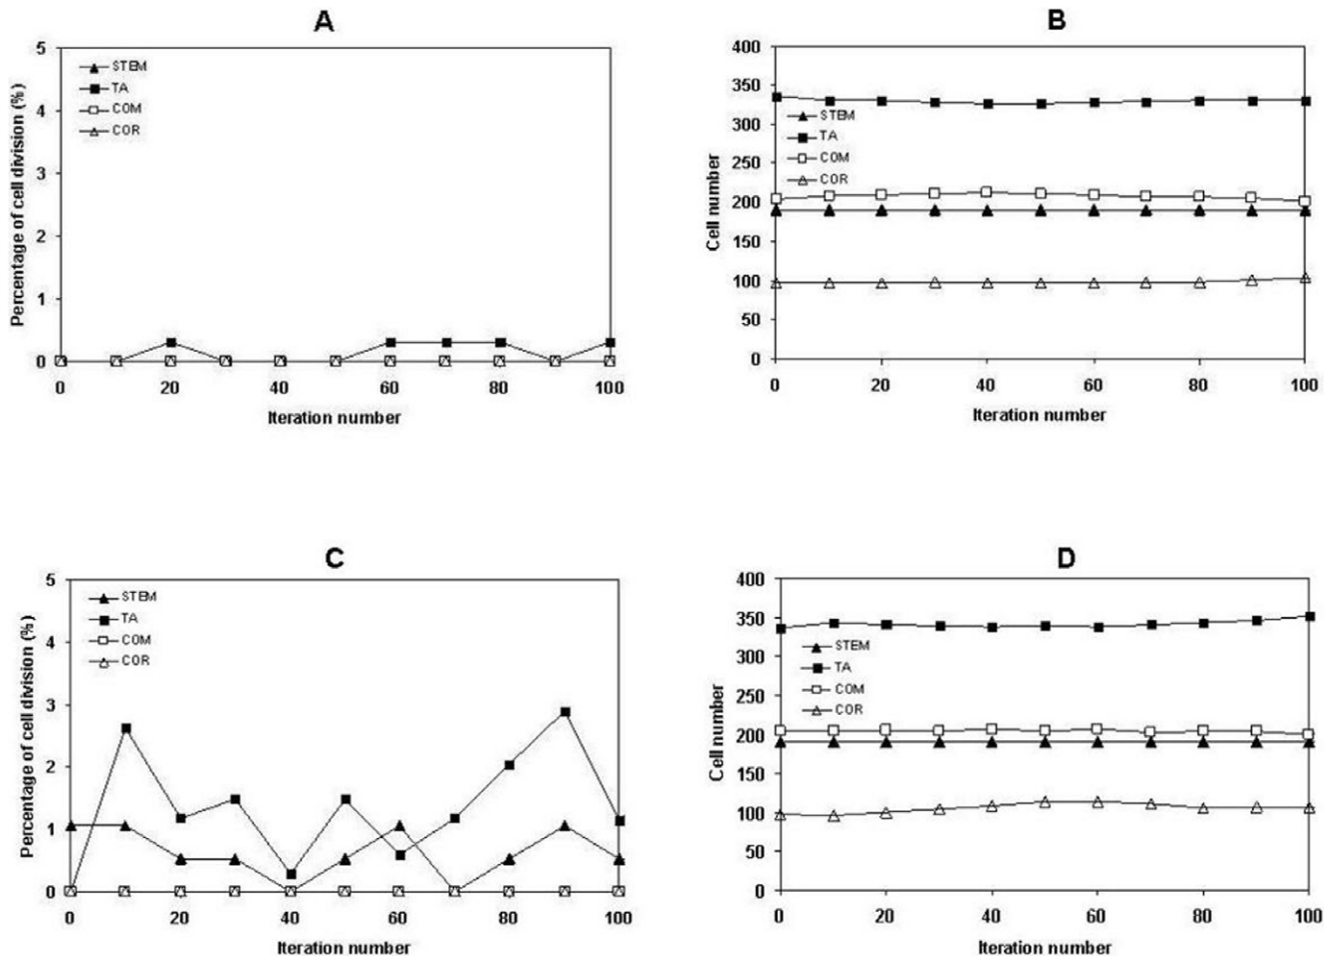 A
Percentage of cell division (%)
5
4
3
2
1
0
STEM
TA
COM
COR
0 20 40 60 80 100
Iteration number
B
Cell number
400
350
300
250
200
150
100
50
0
STEM
TA
COM
COR
0 20 40 60 80 100
Iteration number
C
Percentage of cell division (%)
5
4
3
2
1
0
STEM
TA
COM
COR
0 20 40 60 80 100
Iteration number
D
Cell number
400
350
300
250
200
150
100
50
0
STEM
TA
COM
COR
0 20 40 60 80 100
Iteration number